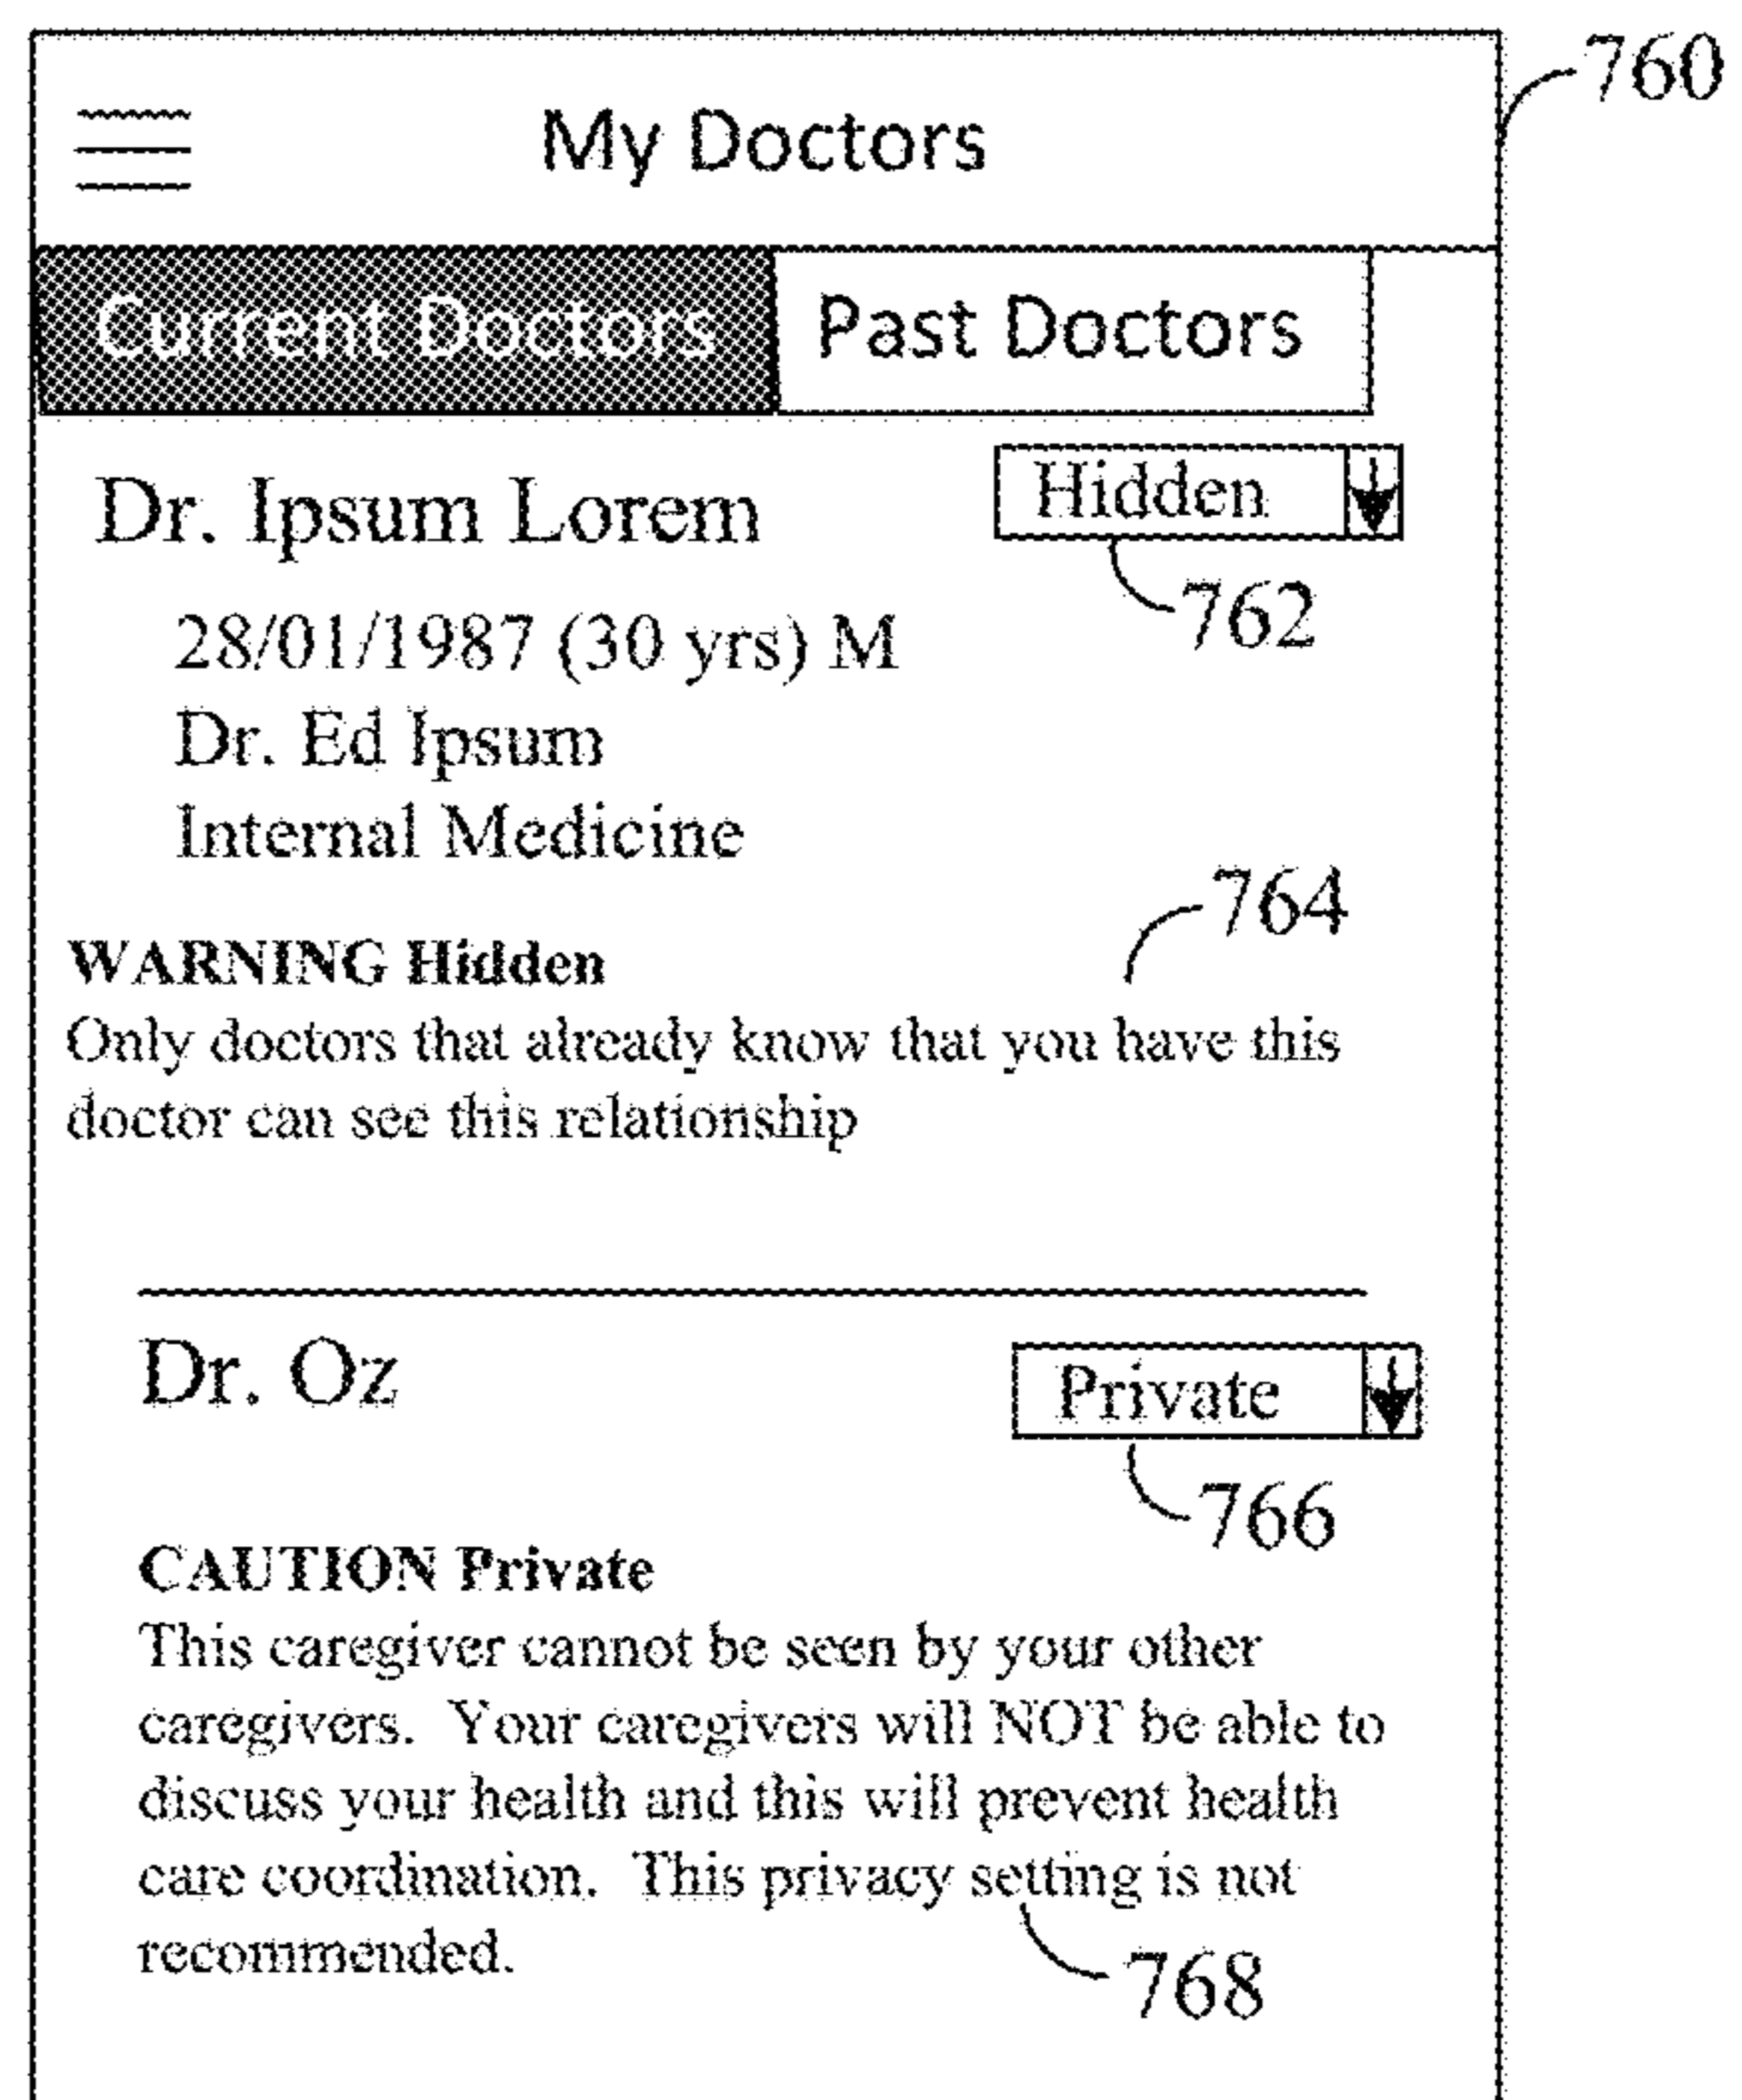 760
My Doctors
Current Doctors Past Doctors
Dr. Ipsum Lorem Hidden
762
28/01/1987 (30 yrs) M
Dr. Ed Ipsum
Internal Medicine
764
WARNING Hidden
Only doctors that already know that you have this
doctor can see this relationship
Dr. Oz Private
766
CAUTION Private
This caregiver cannot be seen by your other
caregivers. Your caregivers will NOT be able to
discuss your health and this will prevent health
care coordination. This privacy setting is not
recommended.
768